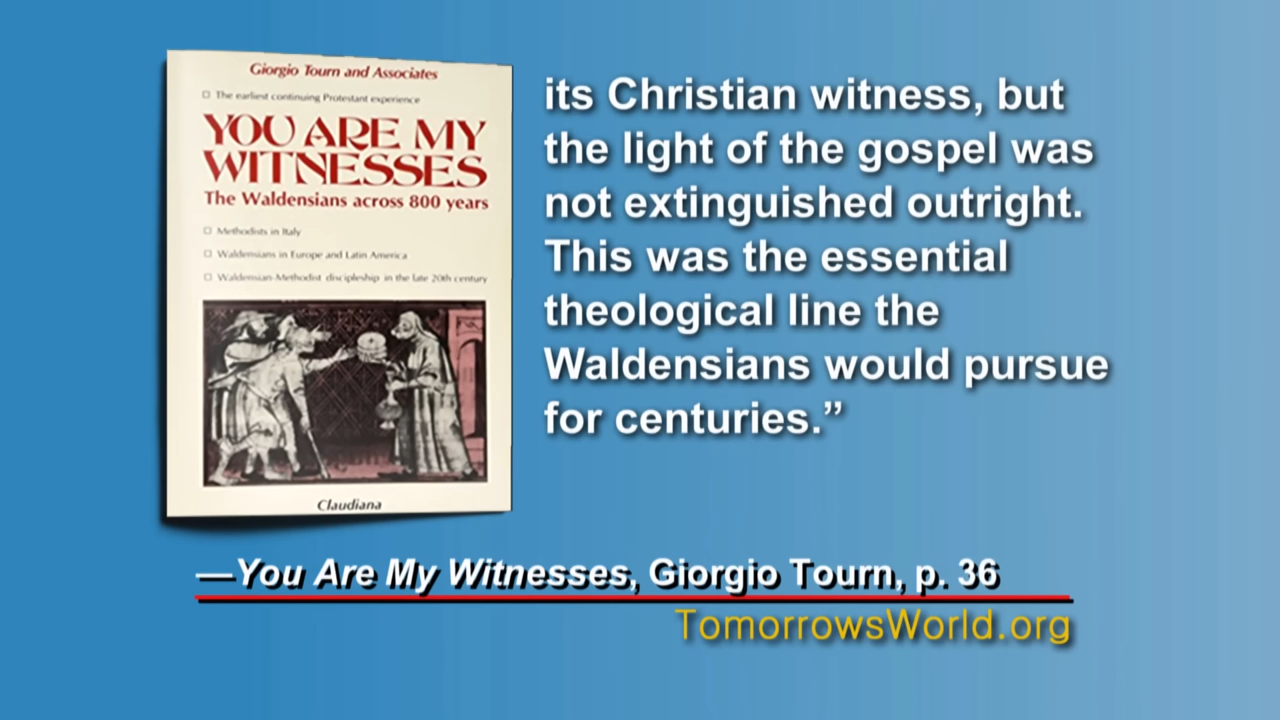 Giorgio Tourn and Associates
□ The earliest continuing Protestant experience
YOU ARE MY
WITNESSES
The Waldensians across 800 years
□ Methodists in Italy
□ Waldensians in Europe and Latin America
□ Waldensian-Methodist discipleship in the late 20th century
Claudiana
its Christian witness, but
the light of the gospel was
not extinguished outright.
This was the essential
theological line the
Waldensians would pursue
for centuries.”
—You Are My Witnesses, Giorgio Tourn, p. 36
TomorrowsWorld.org